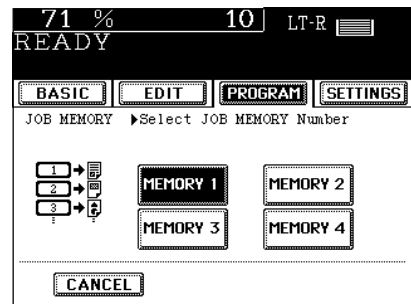 71 % 10 LT-R
READY
BASIC EDIT PROGRAM SETTINGS
JOB MEMORY ▶Select JOB MEMORY Number
1
2
3
MEMORY 1 MEMORY 2
MEMORY 3 MEMORY 4
CANCEL